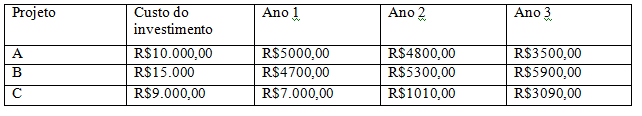 Projeto Custo do investimento Ano 1 Ano 2 Ano 3
A R$10.000,00 R$5000,00 R$4800,00 R$3500,00
B R$15.000 R$4700,00 R$5300,00 R$5900,00
C R$9.000,00 R$7.000,00 R$1010,00 R$3090,00